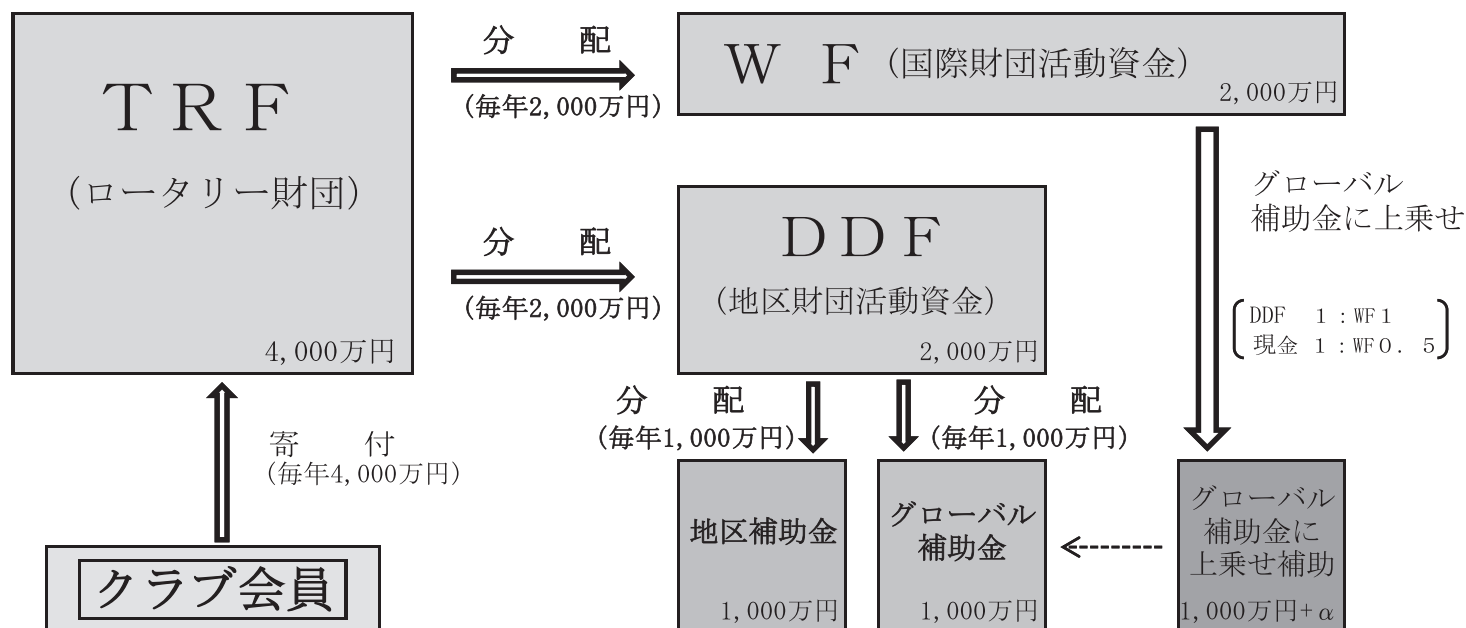 TRF
（ロータリー財団）
4,000万円
分　配
（毎年2,000万円）
WF（国際財団活動資金）
2,000万円
分　配
（毎年2,000万円）
DDF
（地区財団活動資金）
2,000万円
グローバル
補助金に上乗せ
DDF　1：WF1
現金　1：WF0．5
寄　付
（毎年4,000万円）
クラブ会員
分　配
（毎年1,000万円）
分　配
（毎年1,000万円）
地区補助金
1,000万円
グローバル
補助金
1,000万円
グローバル
補助金に
上乗せ補助
1,000万円+α